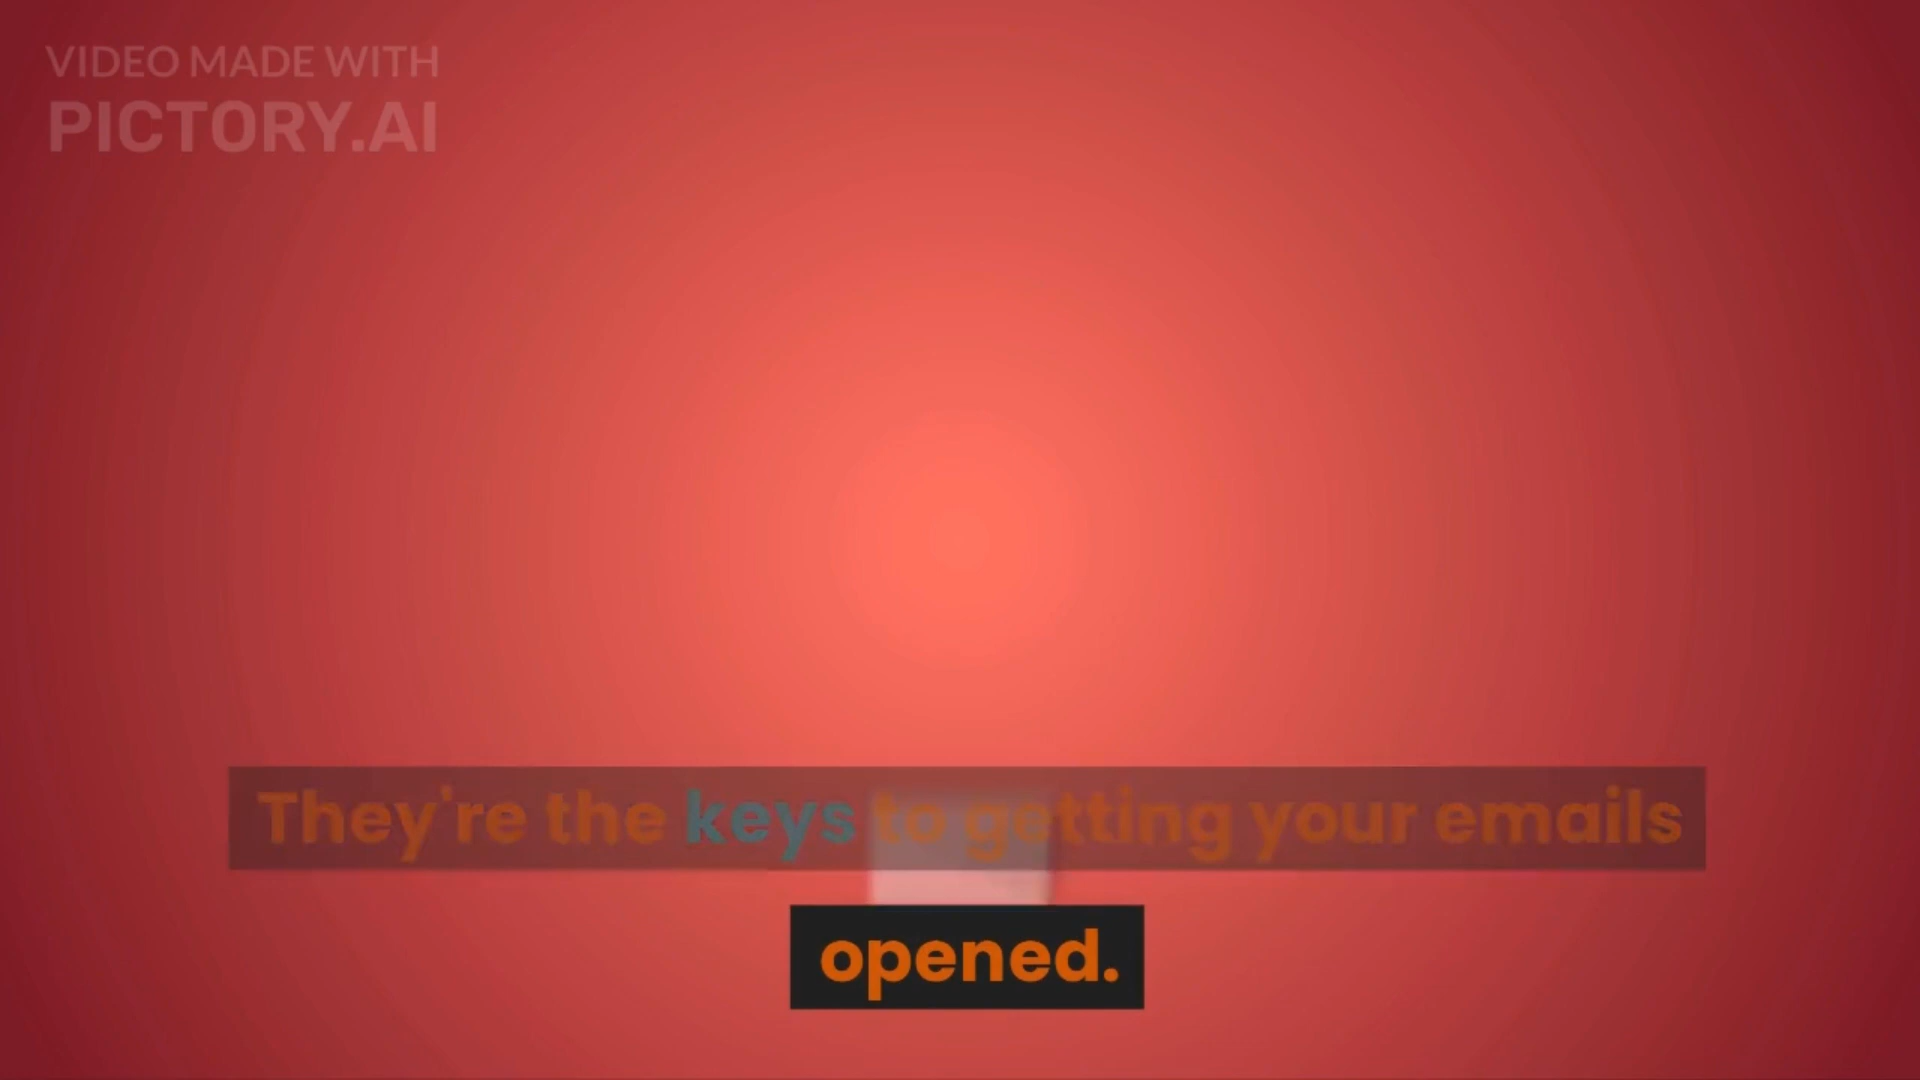 VIDEO MADE WITH
PICTORY.AI
They're the keys to getting your emails
opened.